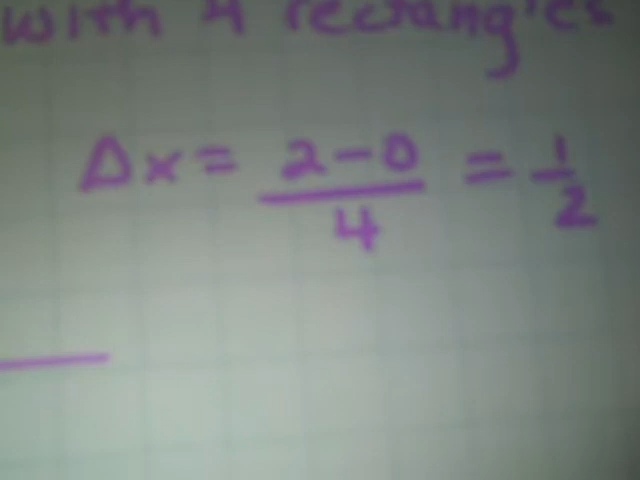 with 4 rectangles
Δx = 2-0/4 = 1/2